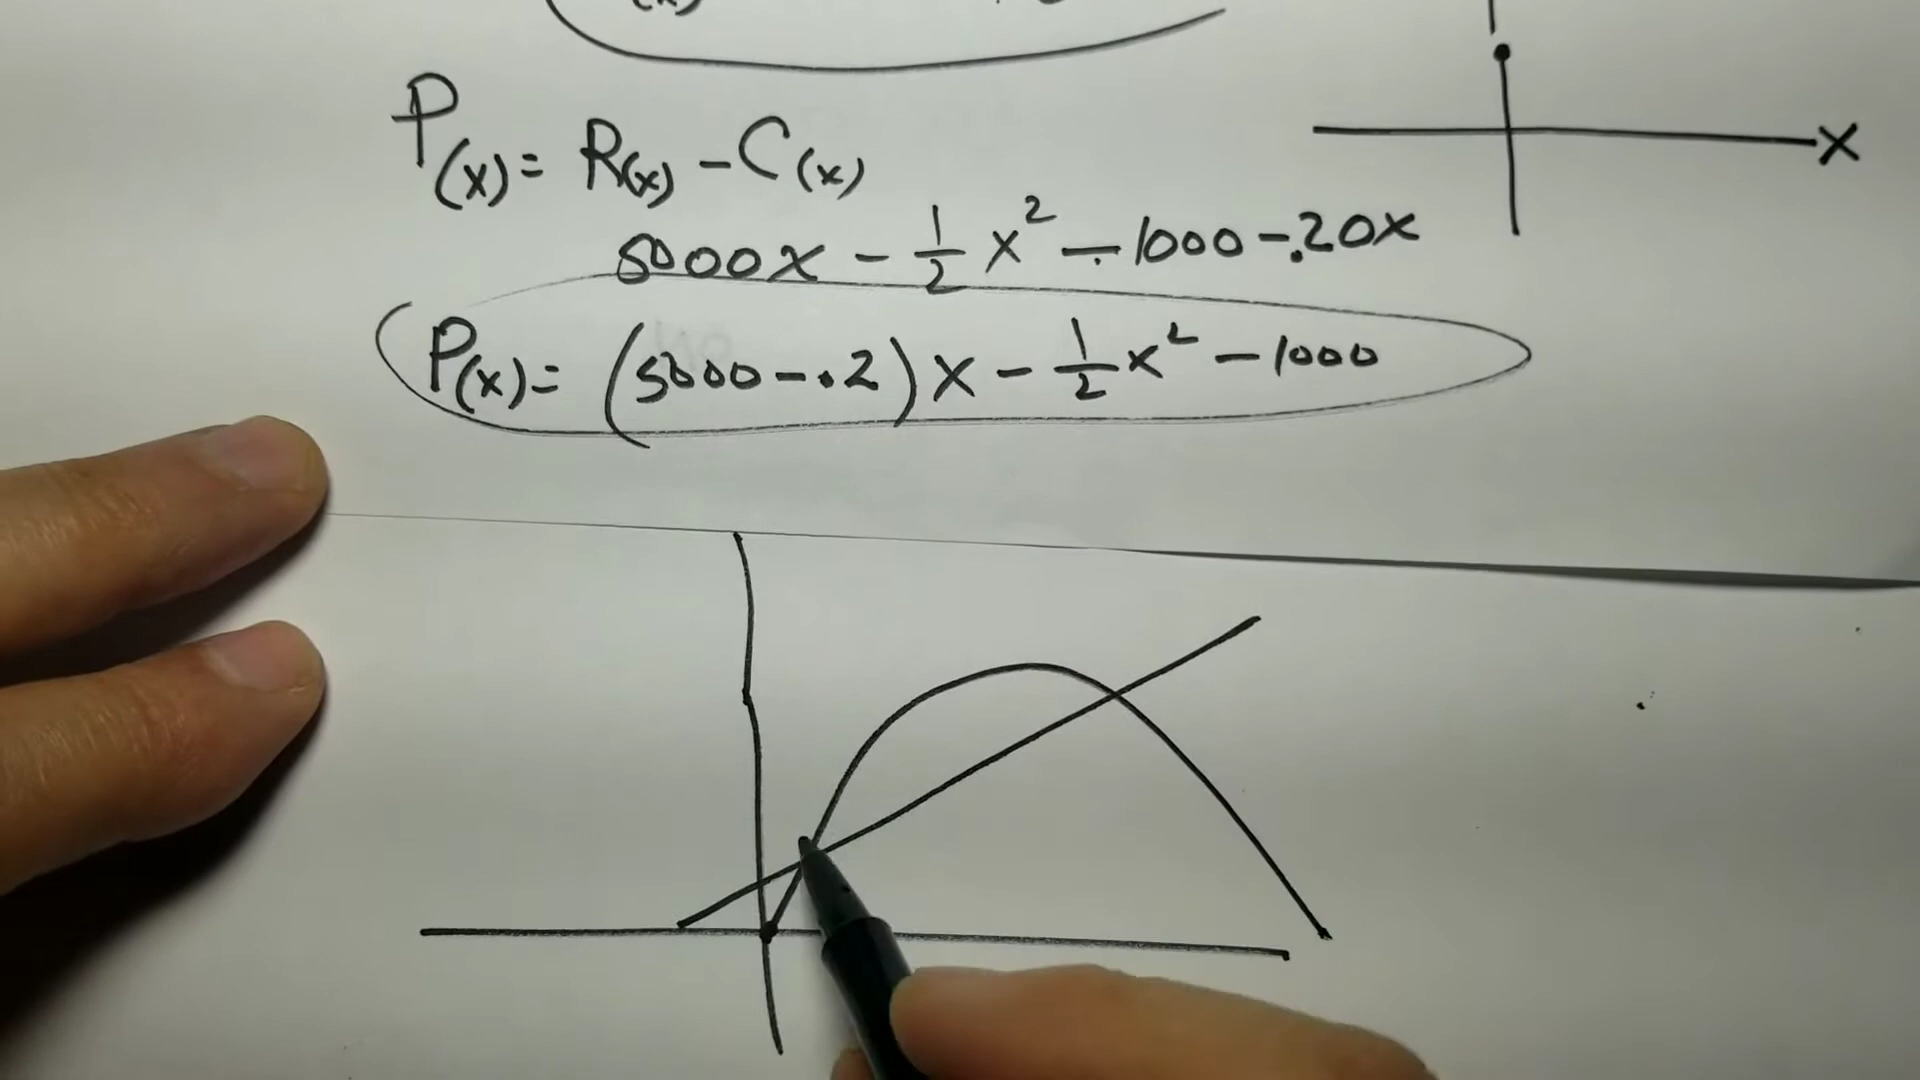 (x)
x
P(x) = R(x) - C(x)
5000x - 1/2 x² - 1000 - .20x
P(x) = (5000 - .2)x - 1/2 x² - 1000